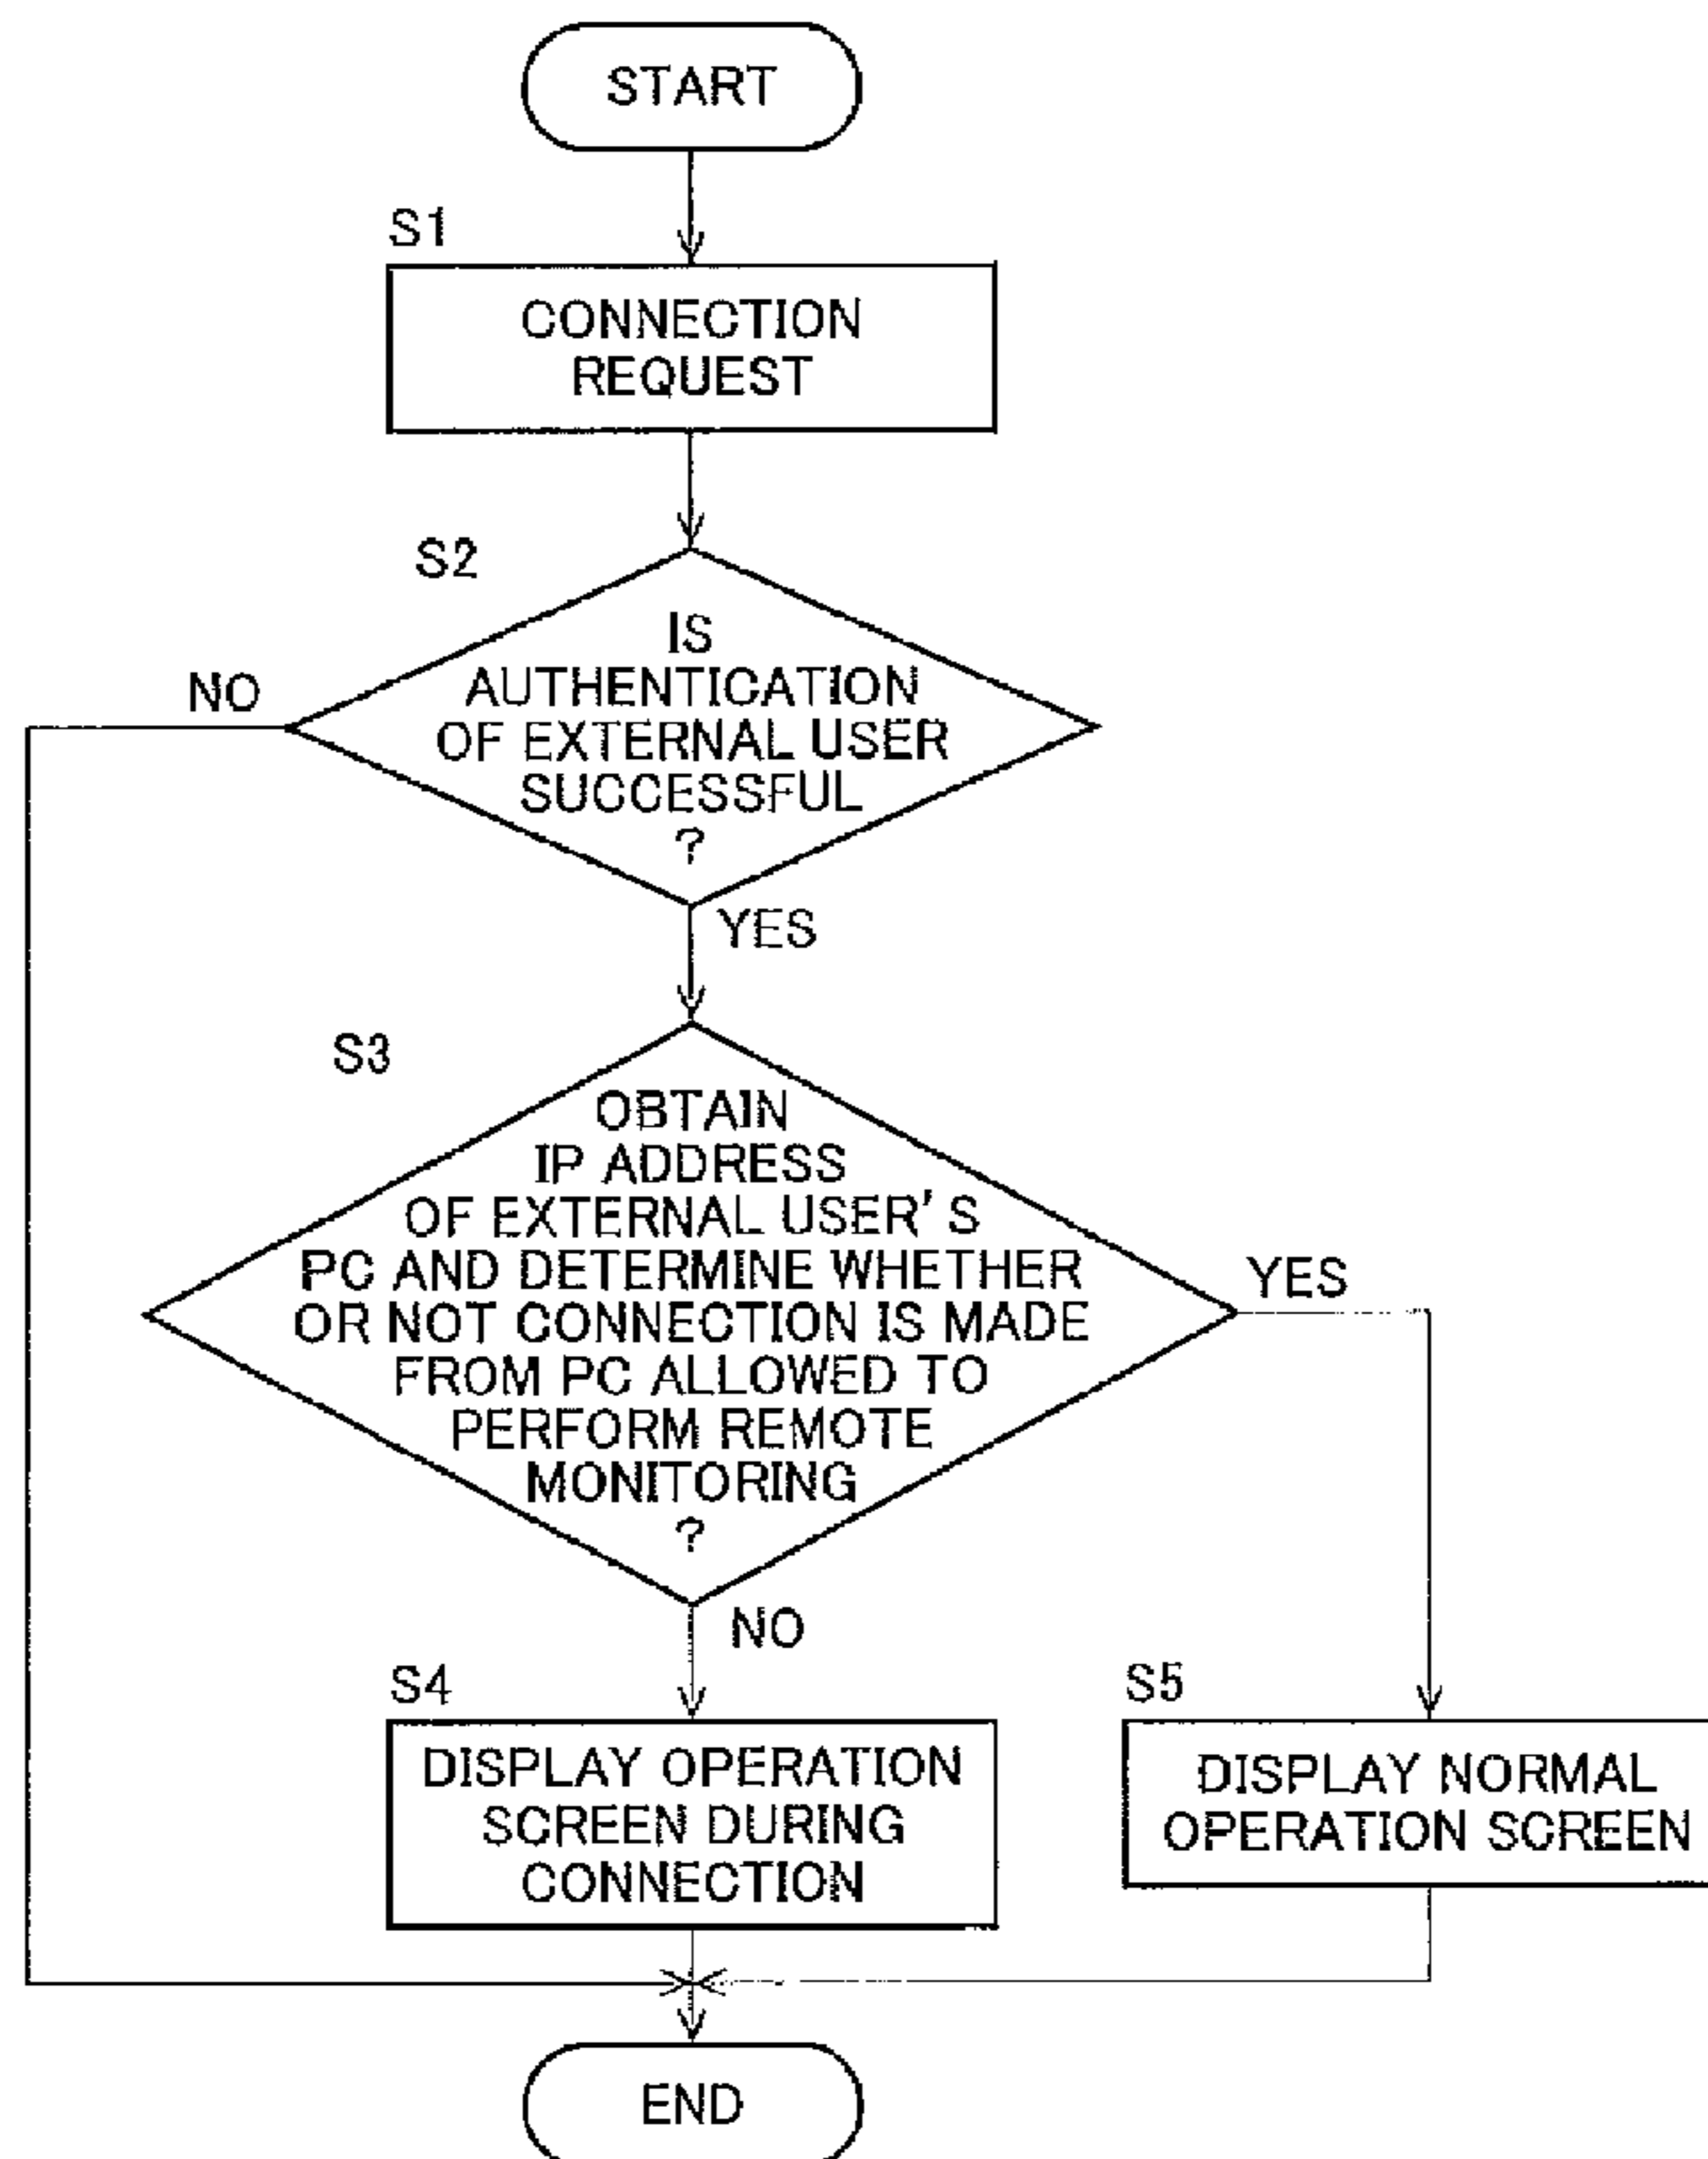 START
S1
CONNECTION
REQUEST
S2
IS
AUTHENTICATION
OF EXTERNAL USER
SUCCESSFUL
?
NO
YES
S3
OBTAIN
IP ADDRESS
OF EXTERNAL USER'S
PC AND DETERMINE WHETHER
OR NOT CONNECTION IS MADE
FROM PC ALLOWED TO
PERFORM REMOTE
MONITORING
?
YES
NO
S4
DISPLAY OPERATION
SCREEN DURING
CONNECTION
S5
DISPLAY NORMAL
OPERATION SCREEN
END